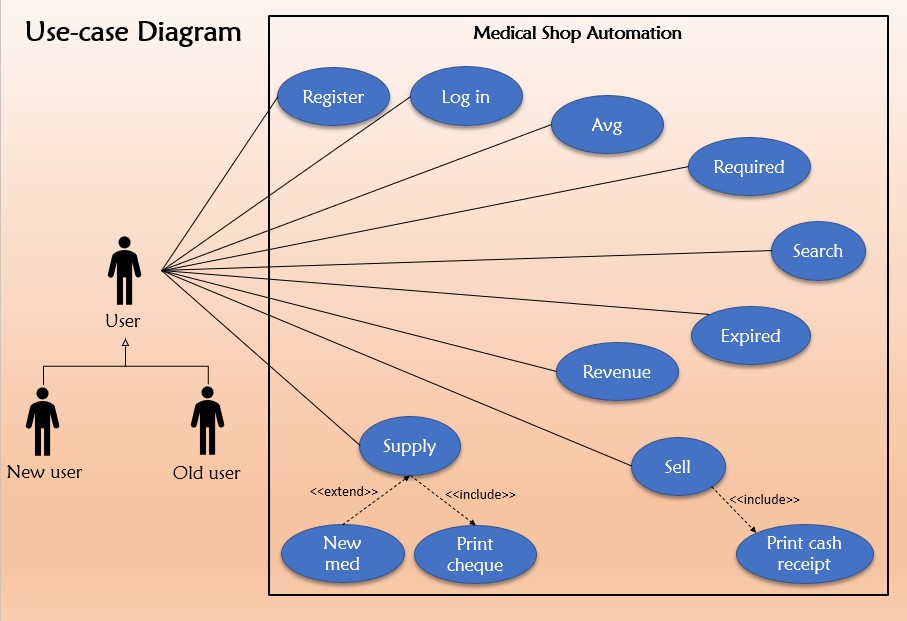 Use-case Diagram
Medical Shop Automation
Register
Log in
Avg
Required
Search
Expired
Revenue
User
New user
Old user
Supply
Sell
<<extend>>
<<include>>
<<include>>
New
med
Print
cheque
Print cash
receipt